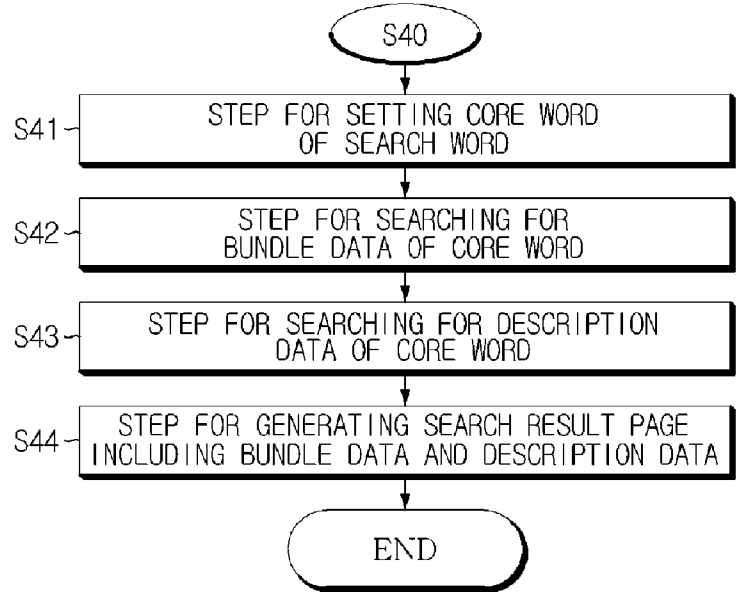 S40
S41
STEP FOR SETTING CORE WORD
OF SEARCH WORD
S42
STEP FOR SEARCHING FOR
BUNDLE DATA OF CORE WORD
S43
STEP FOR SEARCHING FOR DESCRIPTION
DATA OF CORE WORD
S44
STEP FOR GENERATING SEARCH RESULT PAGE
INCLUDING BUNDLE DATA AND DESCRIPTION DATA
END